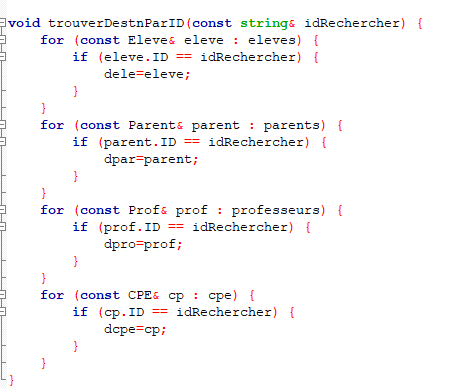 void trouverDestnParID(const string& idRechercher) {
    for (const Eleve& eleve : eleves) {
        if (eleve.ID == idRechercher) {
            dele=eleve;
        }
    }
    for (const Parent& parent : parents) {
        if (parent.ID == idRechercher) {
            dpar=parent;
        }
    }
    for (const Prof& prof : professeurs) {
        if (prof.ID == idRechercher) {
            dpro=prof;
        }
    }
    for (const CPE& cp : cpe) {
        if (cp.ID == idRechercher) {
            dcpe=cp;
        }
    }
}